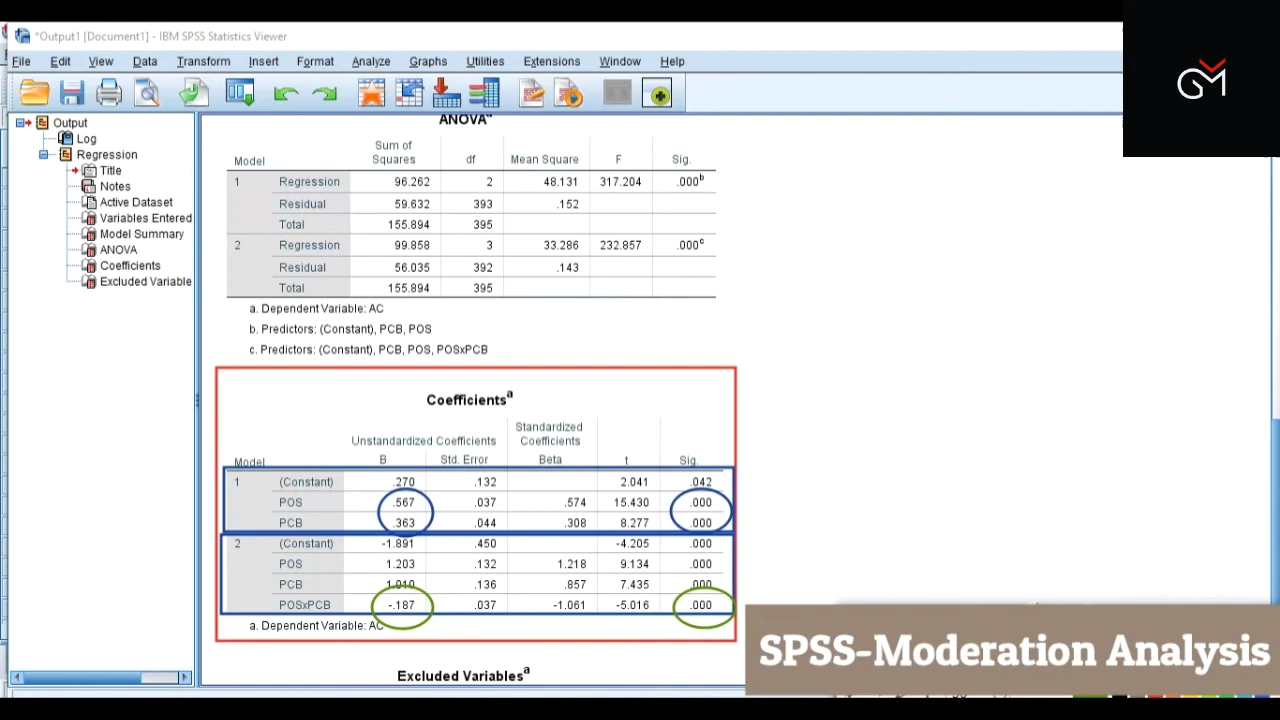 *Output1 [Document1] - IBM SPSS Statistics Viewer
File Edit View Data Transform Insert Format Analyze Graphs Utilities Extensions Window Help
GM
Output
Log
Regression
Title
Notes
Active Dataset
Variables Entered
Model Summary
ANOVA
Coefficients
Excluded Variable
ANOVAa
Model Sum of Squares df Mean Square F Sig.
1 Regression 96.262 2 48.131 317.204 .000b
Residual 59.632 393 .152
Total 155.894 395
2 Regression 99.858 3 33.286 232.857 .000c
Residual 56.035 392 .143
Total 155.894 395
a. Dependent Variable: AC
b. Predictors: (Constant), PCB, POS
c. Predictors: (Constant), PCB, POS, POSxPCB
Coefficientsa
Unstandardized Coefficients Standardized Coefficients
Model B Std. Error Beta t Sig.
1 (Constant) .270 .132 2.041 .042
POS .567 .037 .574 15.430 .000
PCB .363 .044 .308 8.277 .000
2 (Constant) -1.891 .450 -4.205 .000
POS 1.203 .132 1.218 9.134 .000
PCB 1.010 .136 .857 7.435 .000
POSxPCB -.187 .037 -1.061 -5.016 .000
a. Dependent Variable: AC
Excluded Variablesa
SPSS-Moderation Analysis